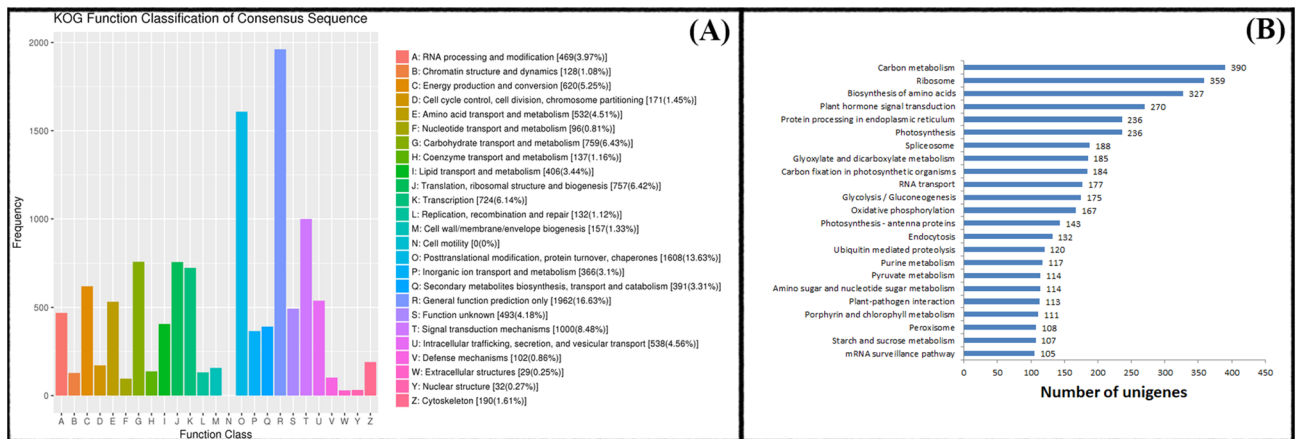 KOG Function Classification of Consensus Sequence
(A)
2000
1500
1000
500
0
Frequency
A B C D E F G H I J K L M N O P Q R S T U V W Y Z
Function Class
A: RNA processing and modification [469(3.97%)]
B: Chromatin structure and dynamics [128(1.08%)]
C: Energy production and conversion [620(5.25%)]
D: Cell cycle control, cell division, chromosome partitioning [171(1.45%)]
E: Amino acid transport and metabolism [532(4.51%)]
F: Nucleotide transport and metabolism [96(0.81%)]
G: Carbohydrate transport and metabolism [759(6.43%)]
H: Coenzyme transport and metabolism [137(1.16%)]
I: Lipid transport and metabolism [406(3.44%)]
J: Translation, ribosomal structure and biogenesis [757(6.42%)]
K: Transcription [724(6.14%)]
L: Replication, recombination and repair [132(1.12%)]
M: Cell wall/membrane/envelope biogenesis [157(1.33%)]
N: Cell motility [0(0%)]
O: Posttranslational modification, protein turnover, chaperones [1608(13.63%)]
P: Inorganic ion transport and metabolism [366(3.1%)]
Q: Secondary metabolites biosynthesis, transport and catabolism [391(3.31%)]
R: General function prediction only [1962(16.63%)]
S: Function unknown [493(4.18%)]
T: Signal transduction mechanisms [1000(8.48%)]
U: Intracellular trafficking, secretion, and vesicular transport [538(4.56%)]
V: Defense mechanisms [102(0.86%)]
W: Extracellular structures [29(0.25%)]
Y: Nuclear structure [32(0.27%)]
Z: Cytoskeleton [190(1.61%)]
(B)
Carbon metabolism 390
Ribosome 359
Biosynthesis of amino acids 327
Plant hormone signal transduction 270
Protein processing in endoplasmic reticulum 236
Photosynthesis 236
Spliceosome 188
Glyoxylate and dicarboxylate metabolism 185
Carbon fixation in photosynthetic organisms 184
RNA transport 177
Glycolysis / Gluconeogenesis 175
Oxidative phosphorylation 167
Photosynthesis - antenna proteins 143
Endocytosis 132
Ubiquitin mediated proteolysis 120
Purine metabolism 117
Pyruvate metabolism 114
Amino sugar and nucleotide sugar metabolism 114
Plant-pathogen interaction 113
Porphyrin and chlorophyll metabolism 111
Peroxisome 108
Starch and sucrose metabolism 107
mRNA surveillance pathway 105
0 50 100 150 200 250 300 350 400 450
Number of unigenes